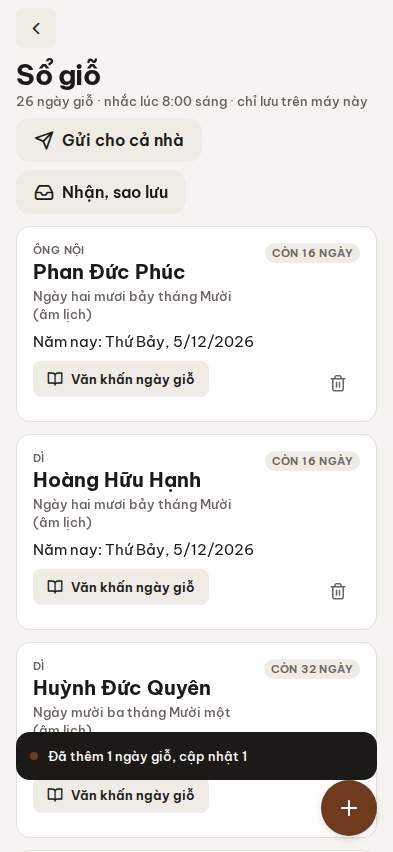 Sổ giỗ
26 ngày giỗ · nhắc lúc 8:00 sáng · chỉ lưu trên máy này
Gửi cho cả nhà
Nhận, sao lưu
ÔNG NỘI
CÒN 16 NGÀY
Phan Đức Phúc
Ngày hai mươi bảy tháng Mười
(âm lịch)
Năm nay: Thứ Bảy, 5/12/2026
Văn khấn ngày giỗ
DÌ
CÒN 16 NGÀY
Hoàng Hữu Hạnh
Ngày hai mươi bảy tháng Mười
(âm lịch)
Năm nay: Thứ Bảy, 5/12/2026
Văn khấn ngày giỗ
DÌ
CÒN 32 NGÀY
Huỳnh Đức Quyên
Ngày mười ba tháng Mười một
(âm lịch)
Đã thêm 1 ngày giỗ, cập nhật 1
Văn khấn ngày giỗ